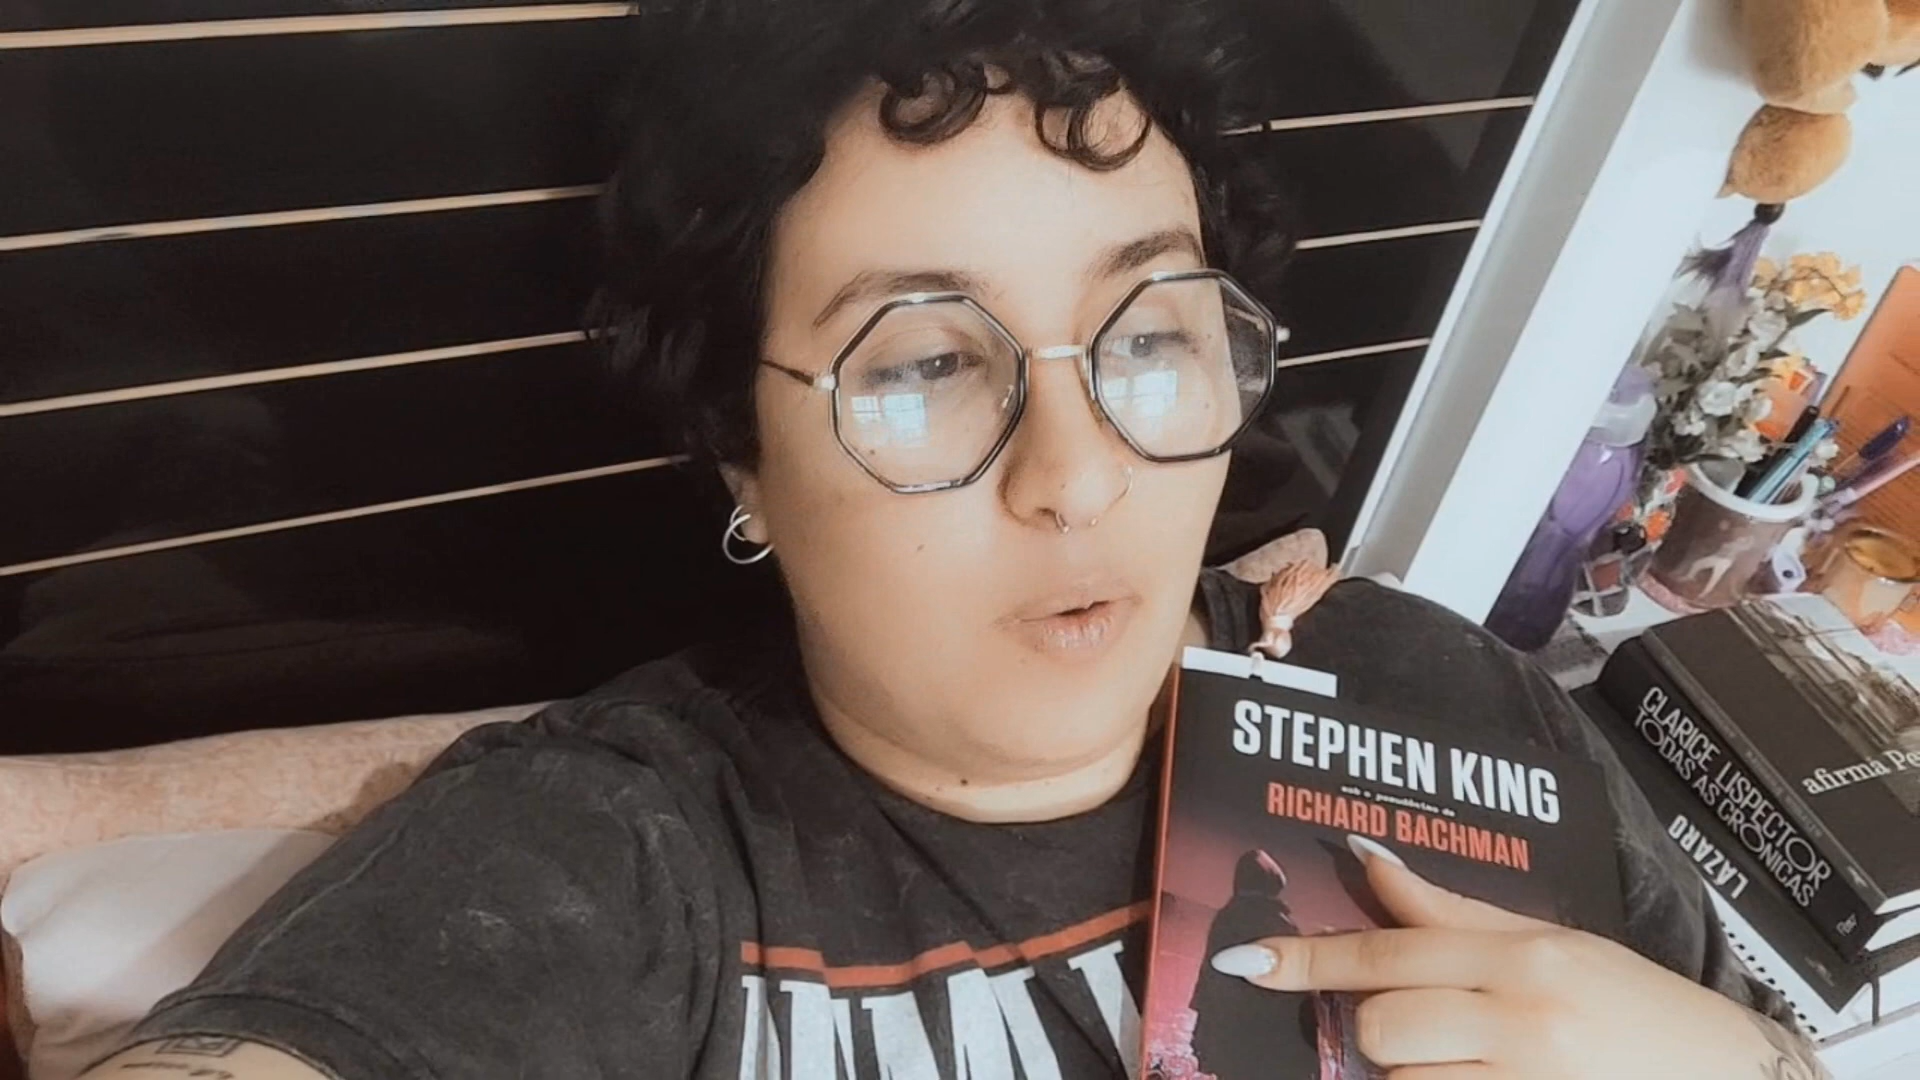 STEPHEN KING
sob o pseudônimo de
RICHARD BACHMAN
afirma Pe
CLARICE LISPECTOR
TODAS AS CRÔNICAS
LÁZARO